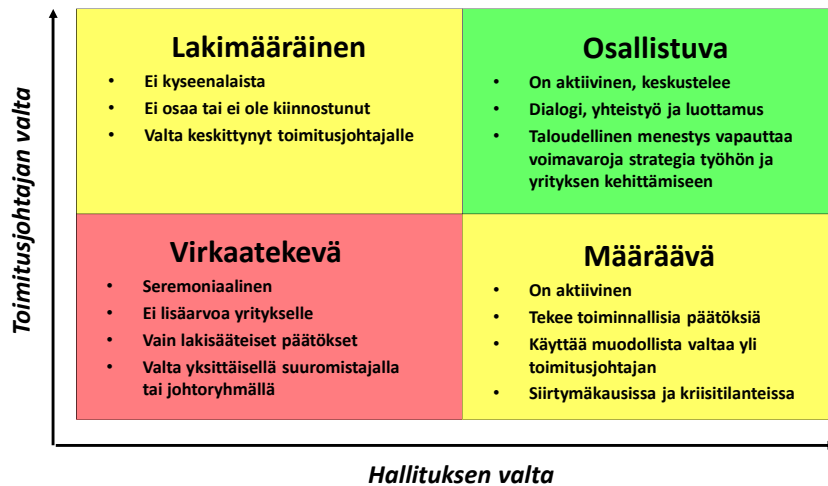 Toimitusjohtajan valta
Lakimääräinen
• Ei kyseenalaista
• Ei osaa tai ei ole kiinnostunut
• Valta keskittynyt toimitusjohtajalle
Osallistuva
• On aktiivinen, keskustelee
• Dialogi, yhteistyö ja luottamus
• Taloudellinen menestys vapauttaa
voimavaroja strategia työhön ja
yrityksen kehittämiseen
Virkaatekevä
• Seremoniaalinen
• Ei lisäarvoa yritykselle
• Vain lakisääteiset päätökset
• Valta yksittäisellä suuromistajalla
tai johtoryhmällä
Määräävä
• On aktiivinen
• Tekee toiminnallisia päätöksiä
• Käyttää muodollista valtaa yli
toimitusjohtajan
• Siirtymäkausissa ja kriisitilanteissa
Hallituksen valta